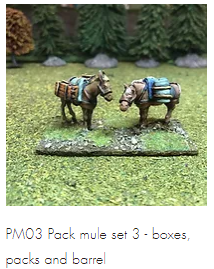 PM03 Pack mule set 3 - boxes,
packs and barrel